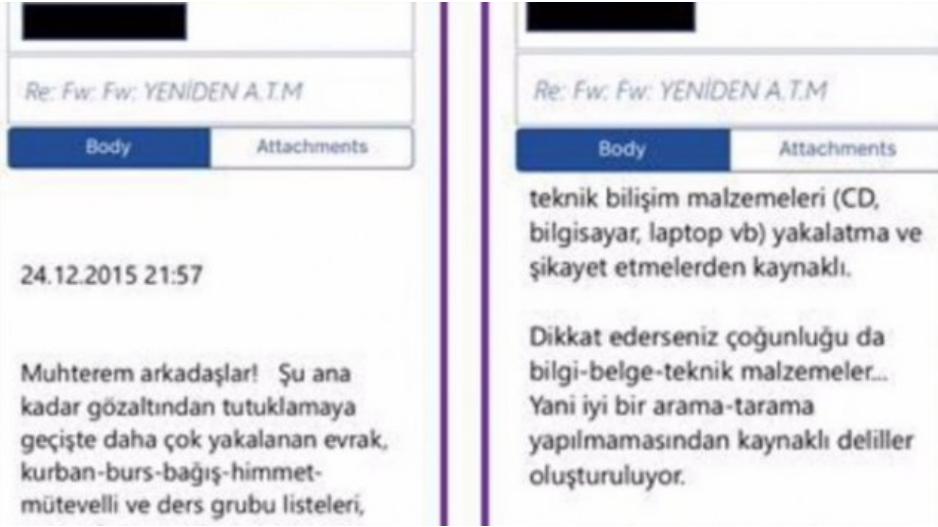 Re: Fw: Fw: YENİDEN A.T.M
Body
Attachments
24.12.2015 21:57
Muhterem arkadaşlar! Şu ana
kadar gözaltından tutuklamaya
geçişte daha çok yakalanan evrak,
kurban-burs-bağış-himmet-
mütevelli ve ders grubu listeleri,
Re: Fw: Fw: YENİDEN A.T.M
Body
Attachments
teknik bilişim malzemeleri (CD,
bilgisayar, laptop vb) yakalatma ve
şikayet etmelerden kaynaklı.
Dikkat ederseniz çoğunluğu da
bilgi-belge-teknik malzemeler...
Yani iyi bir arama-tarama
yapılmamasından kaynaklı deliller
oluşturuluyor.